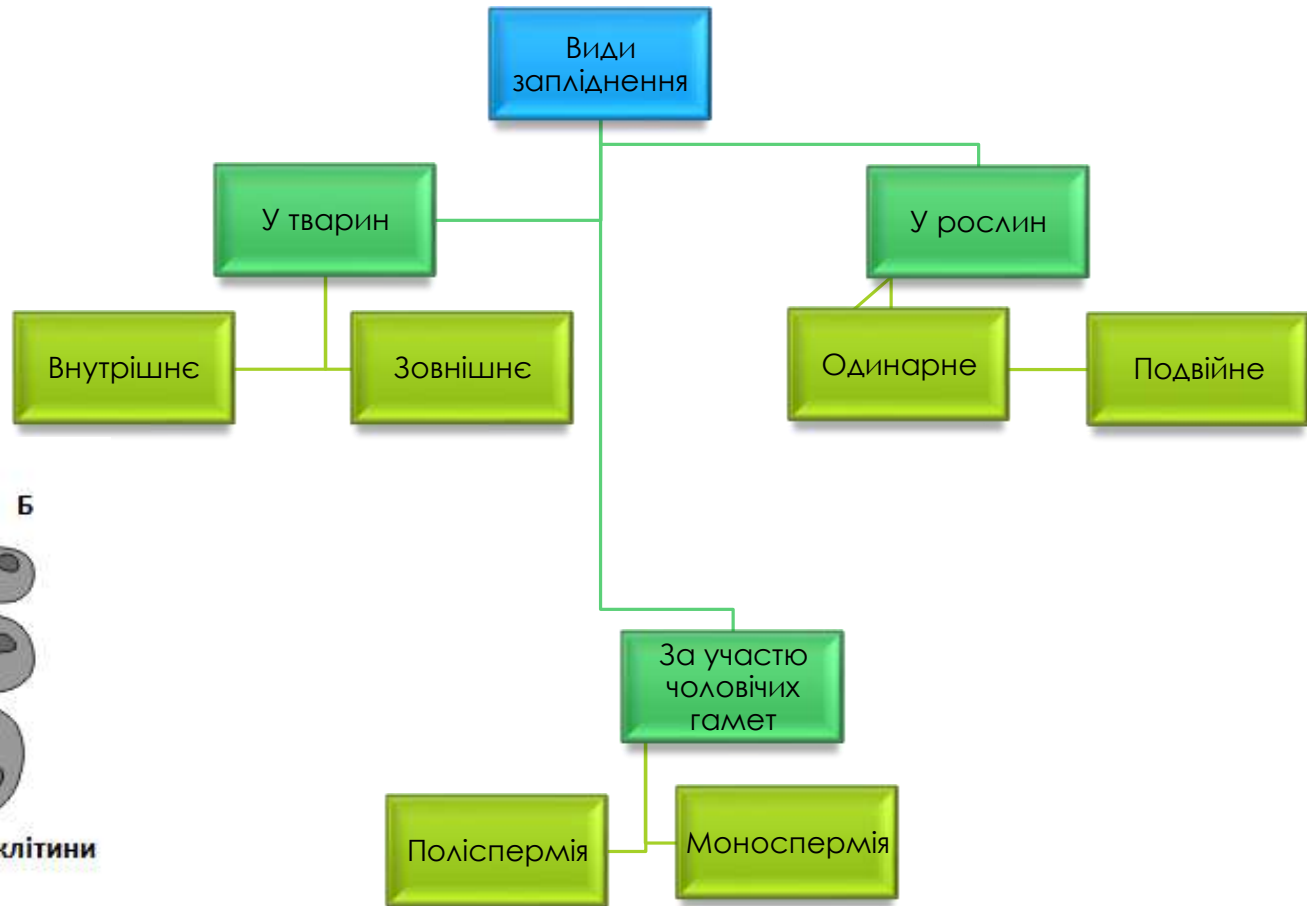 Види
запліднення
У тварин
У рослин
Внутрішнє
Зовнішнє
Одинарне
Подвійне
Б
За участю
чоловічих
гамет
клітини
Поліспермія
Моноспермія